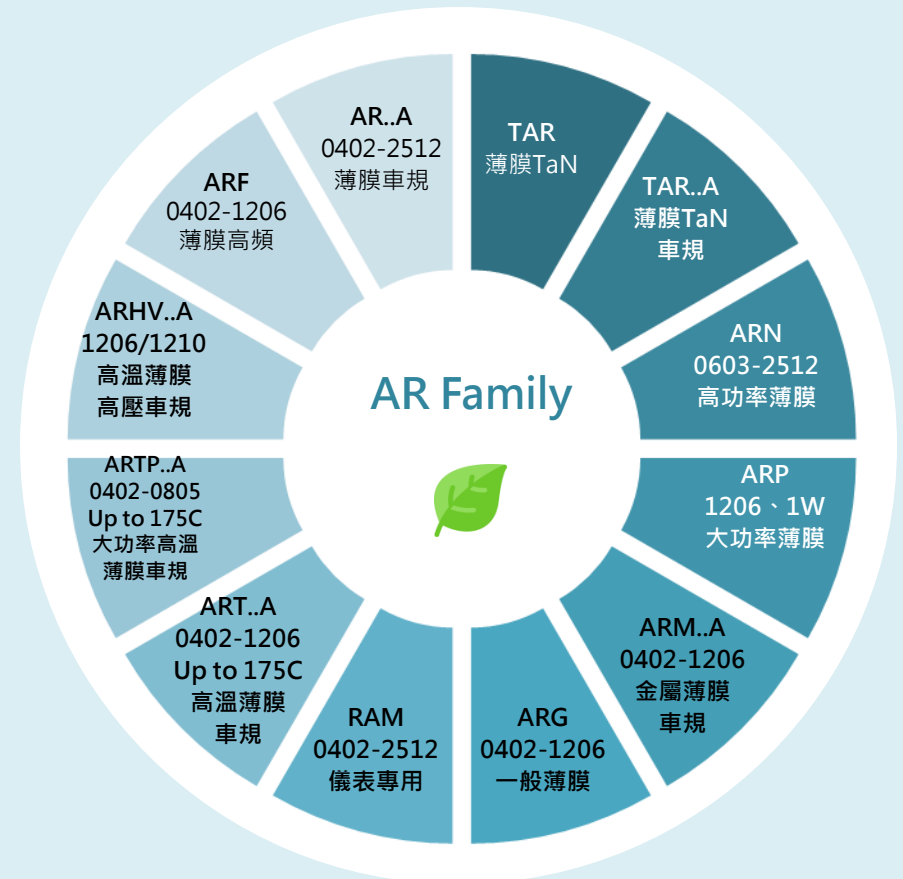 AR Family
TAR
薄膜TaN
TAR..A
薄膜TaN
車規
ARN
0603-2512
高功率薄膜
ARP
1206、1W
大功率薄膜
ARM..A
0402-1206
金屬薄膜
車規
ARG
0402-1206
一般薄膜
RAM
0402-2512
儀表專用
ART..A
0402-1206
Up to 175C
高溫薄膜
車規
ARTP..A
0402-0805
Up to 175C
大功率高溫
薄膜車規
ARHV..A
1206/1210
高溫薄膜
高壓車規
ARF
0402-1206
薄膜高頻
AR..A
0402-2512
薄膜車規